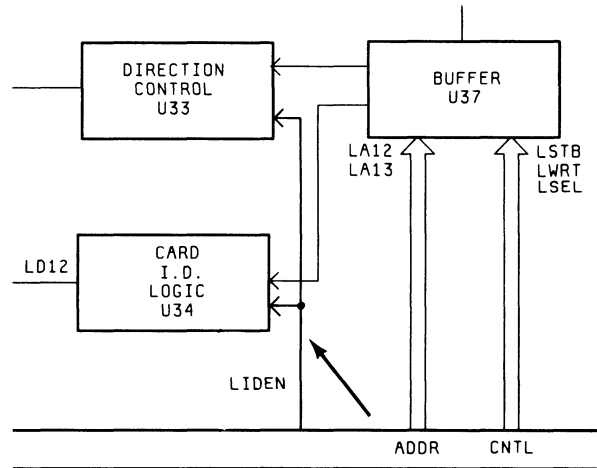 DIRECTION
CONTROL
U33
BUFFER
U37
LA12
LA13
LSTB
LWRT
LSEL
LD12
CARD
I.D.
LOGIC
U34
LIDEN
ADDR
CNTL